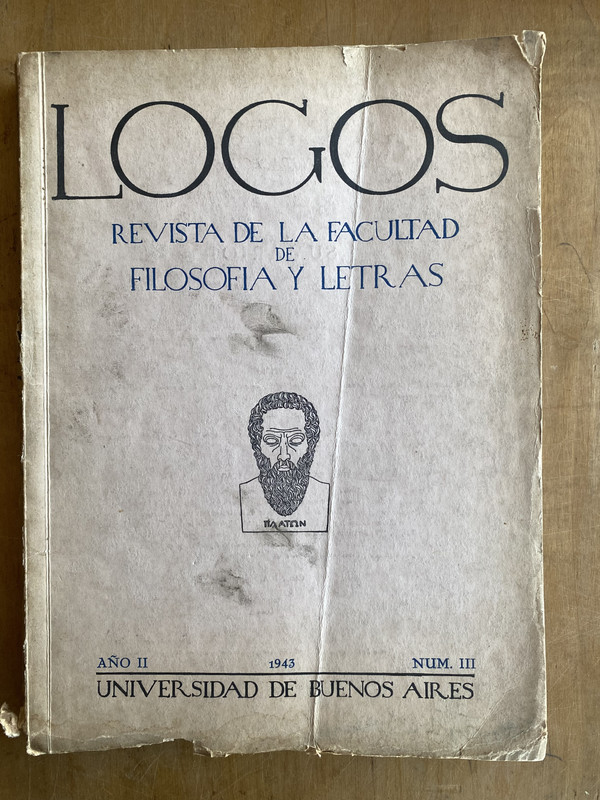 LOGOS
REVISTA DE LA FACULTAD
DE
FILOSOFIA Y LETRAS
ΠΛΑΤΩΝ
AÑO II 1943 NUM. III
UNIVERSIDAD DE BUENOS AIRES